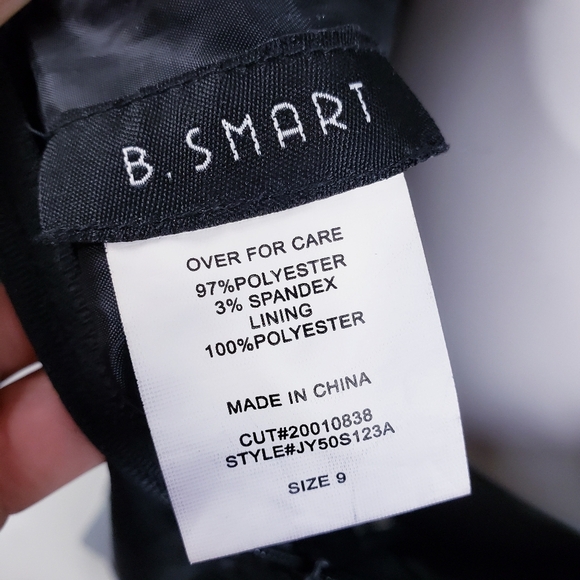 B.SMART
OVER FOR CARE
97%POLYESTER
3% SPANDEX
LINING
100%POLYESTER
MADE IN CHINA
CUT#20010838
STYLE#JY50S123A
SIZE 9